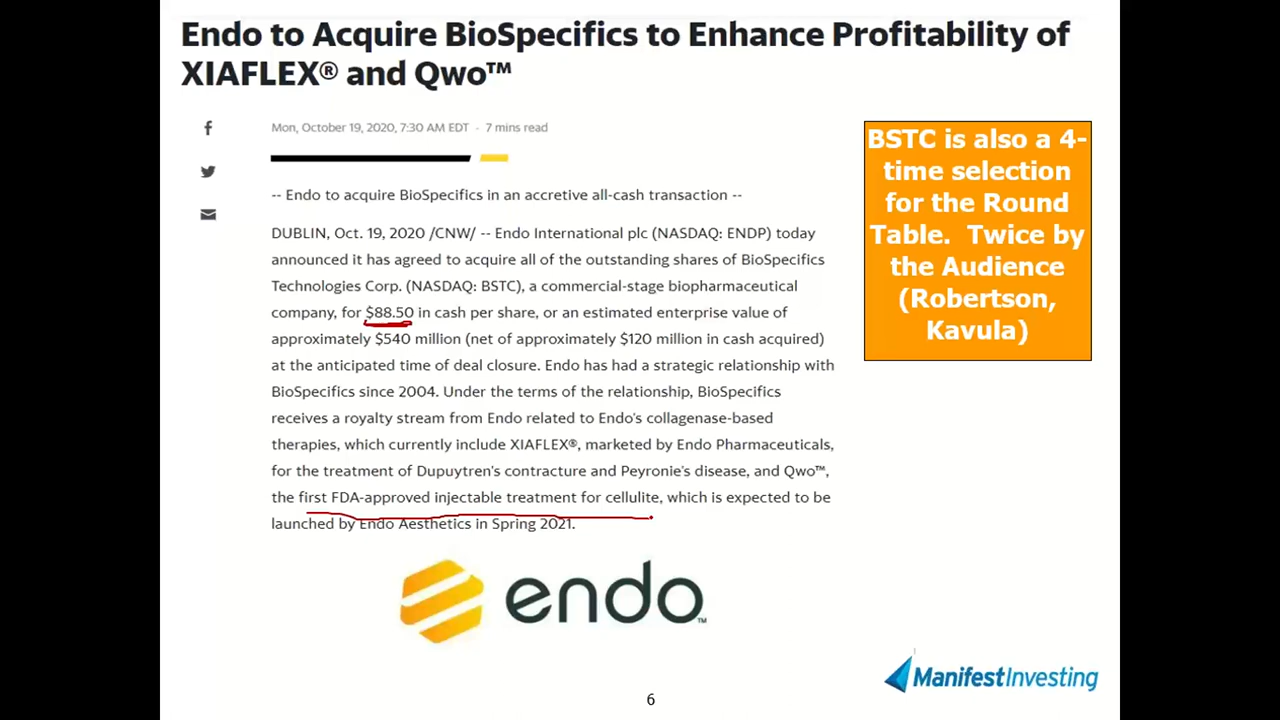 Endo to Acquire BioSpecifics to Enhance Profitability of
XIAFLEX® and Qwo™
Mon, October 19, 2020, 7:30 AM EDT · 7 mins read
-- Endo to acquire BioSpecifics in an accretive all-cash transaction --
DUBLIN, Oct. 19, 2020 /CNW/ -- Endo International plc (NASDAQ: ENDP) today
announced it has agreed to acquire all of the outstanding shares of BioSpecifics
Technologies Corp. (NASDAQ: BSTC), a commercial-stage biopharmaceutical
company, for $88.50 in cash per share, or an estimated enterprise value of
approximately $540 million (net of approximately $120 million in cash acquired)
at the anticipated time of deal closure. Endo has had a strategic relationship with
BioSpecifics since 2004. Under the terms of the relationship, BioSpecifics
receives a royalty stream from Endo related to Endo's collagenase-based
therapies, which currently include XIAFLEX®, marketed by Endo Pharmaceuticals,
for the treatment of Dupuytren's contracture and Peyronie's disease, and Qwo™,
the first FDA-approved injectable treatment for cellulite, which is expected to be
launched by Endo Aesthetics in Spring 2021.
BSTC is also a 4-
time selection
for the Round
Table. Twice by
the Audience
(Robertson,
Kavula)
endo™
ManifestInvesting
6